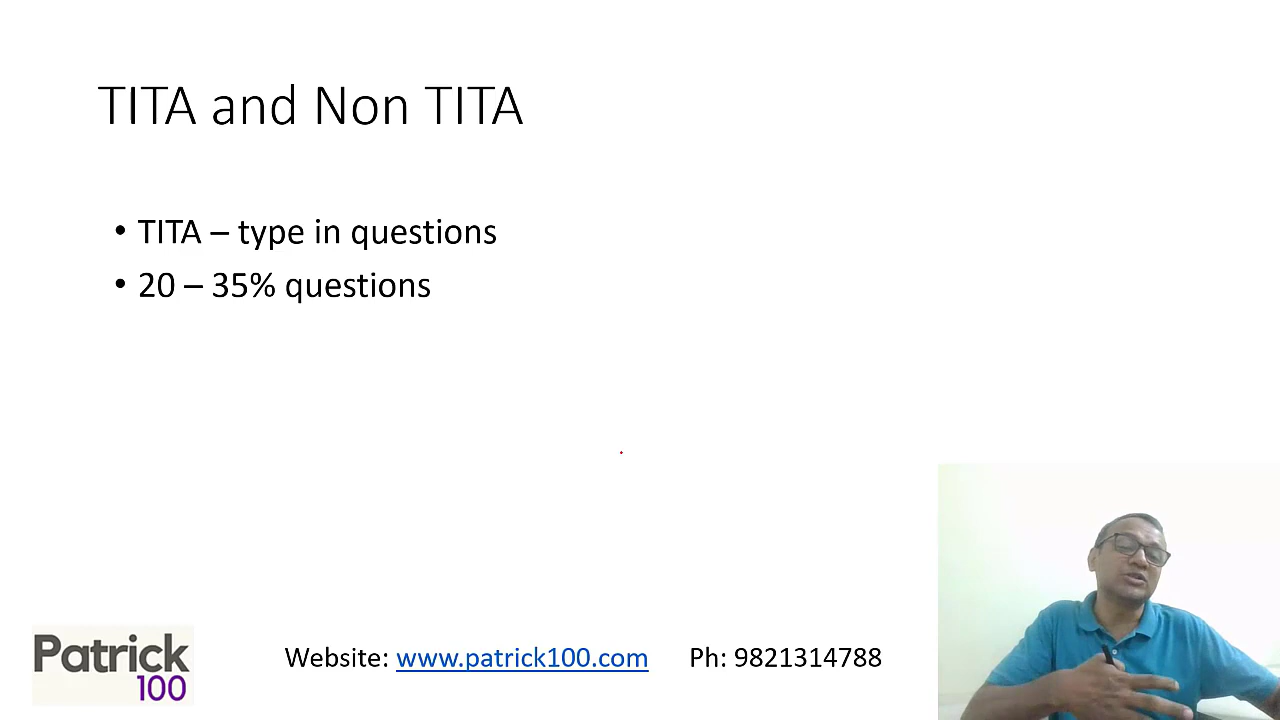 TITA and Non TITA
• TITA – type in questions
• 20 – 35% questions
Patrick
100
Website: www.patrick100.com Ph: 9821314788